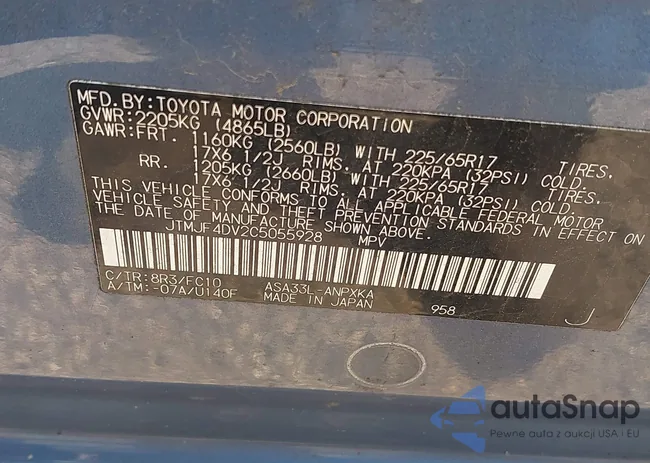 MFD.BY:TOYOTA MOTOR CORPORATION
GVWR:2205KG (4865LB)
GAWR:FRT. 1160KG (2560LB) WITH 225/65R17 TIRES,
17X6 1/2J RIMS. AT 220KPA (32PSI) COLD
RR. 1205KG (2660LB) WITH 225/65R17 TIRES,
17X6 1/2J RIMS. AT 220KPA (32PSI) COLD
THIS VEHICLE CONFORMS TO ALL APPLICABLE FEDERAL MOTOR
VEHICLE SAFETY AND THEFT PREVENTION STANDARDS IN EFFECT ON
THE DATE OF MANUFACTURE SHOWN ABOVE.
JTMJF4DV2C5055928 MPV
C/TR:8R3/FC10 ASA33L-ANPXKA
A/TM:-07A/U140F MADE IN JAPAN 958 J
autaSnap
Pewne auta z aukcji USA i EU